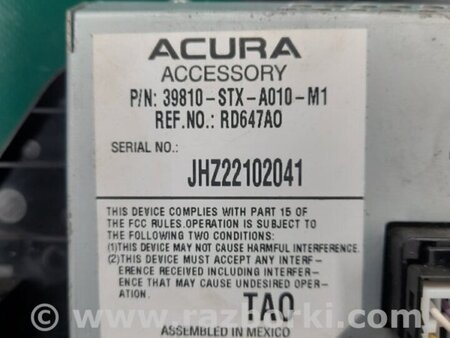 ACURA
ACCESSORY
P/N: 39810-STX-A010-M1
REF.NO.: RD647AO
SERIAL NO.:
JHZ22102041
THIS DEVICE COMPLIES WITH PART 15 OF
THE FCC RULES. OPERATION IS SUBJECT TO
THE FOLLOWING TWO CONDITIONS:
(1)THIS DEVICE MAY NOT CAUSE HARMFUL INTERFERENCE.
(2)THIS DEVICE MUST ACCEPT ANY INTERF-
ERENCE RECEIVED INCLUDING INTERFER-
ENCE THAT MAY CAUSE UNDESIRED OPER-
ATION.
TAO
ASSEMBLED IN MEXICO
© www.razborki.com